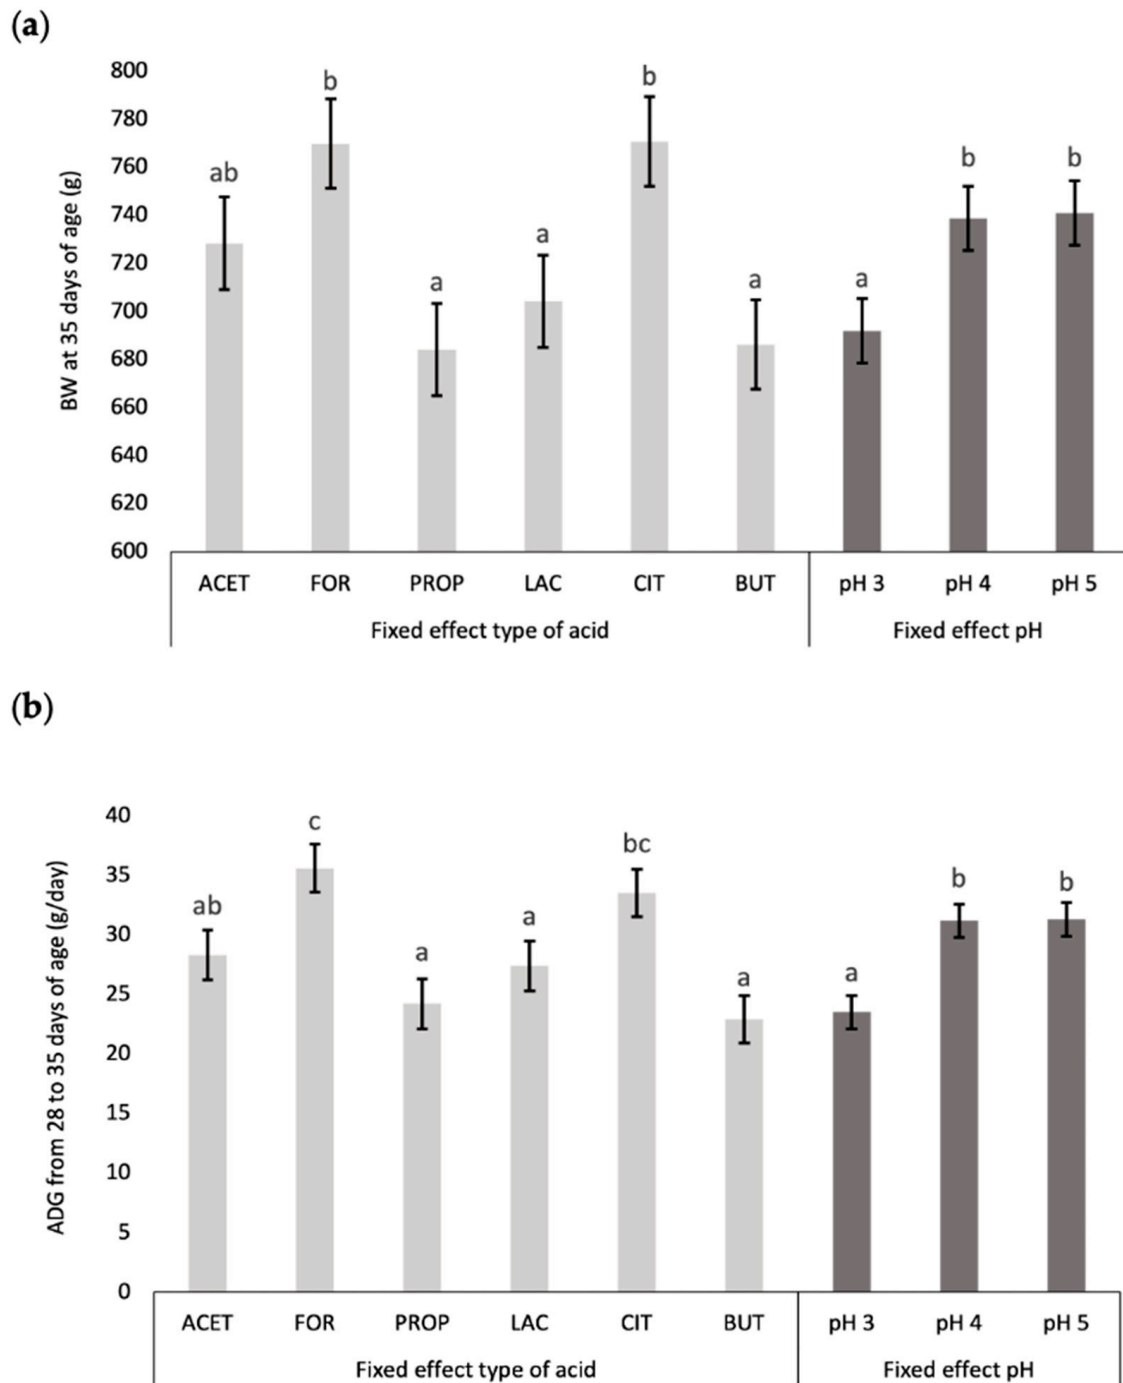 (a)
BW at 35 days of age (g)
800
780
760
740
720
700
680
660
640
620
600
ab
b
a
a
b
a
a
b
b
ACET FOR PROP LAC CIT BUT pH 3 pH 4 pH 5
Fixed effect type of acid Fixed effect pH
(b)
ADG from 28 to 35 days of age (g/day)
40
35
30
25
20
15
10
5
0
ab
c
a
a
bc
a
a
b
b
ACET FOR PROP LAC CIT BUT pH 3 pH 4 pH 5
Fixed effect type of acid Fixed effect pH